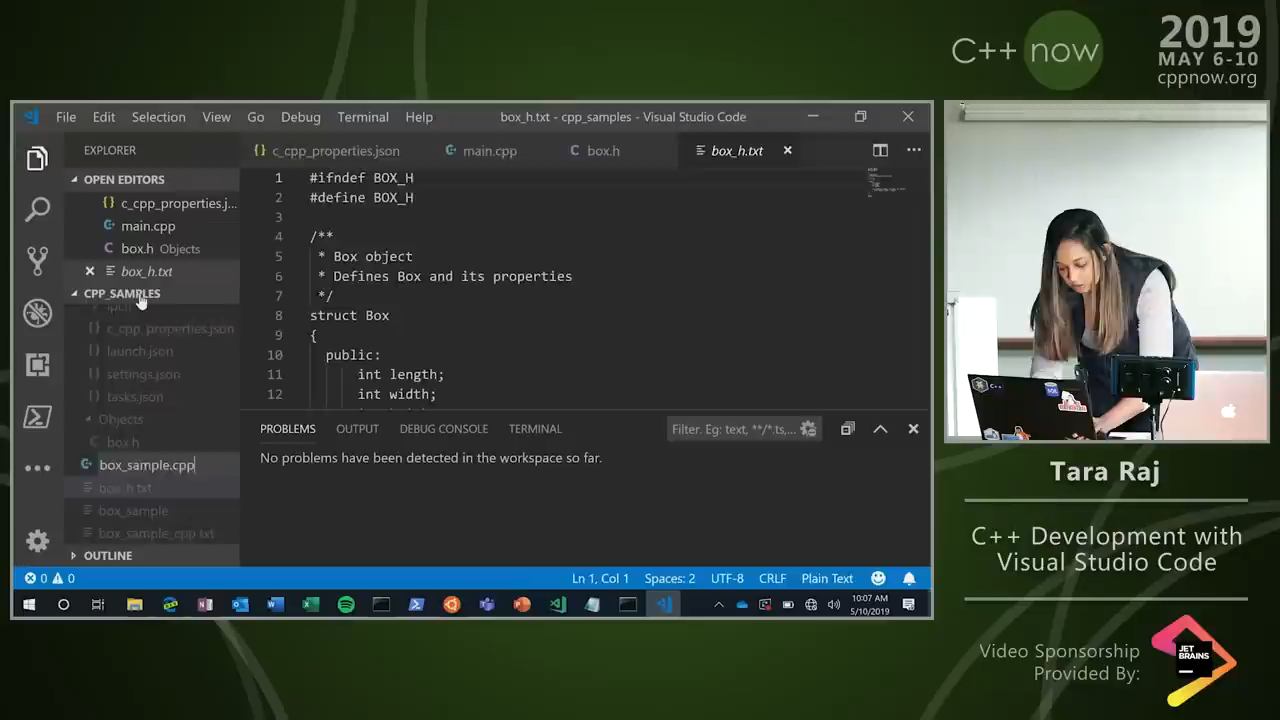 C++ now
2019
MAY 6-10
cppnow.org
File Edit Selection View Go Debug Terminal Help
box_h.txt - cpp_samples - Visual Studio Code
EXPLORER
OPEN EDITORS
c_cpp_properties.j...
main.cpp
box.h Objects
box_h.txt
CPP_SAMPLES
ipch
c_cpp_properties.json
launch.json
settings.json
tasks.json
Objects
box.h
box_sample.cpp
box_h.txt
box_sample
box_sample_cpp.txt
OUTLINE
c_cpp_properties.json main.cpp box.h box_h.txt
1 #ifndef BOX_H
2 #define BOX_H
3
4 /**
5 * Box object
6 * Defines Box and its properties
7 */
8 struct Box
9 {
10 public:
11 int length;
12 int width;
PROBLEMS OUTPUT DEBUG CONSOLE TERMINAL
Filter. Eg: text, **/*.ts,...
No problems have been detected in the workspace so far.
0 0
Ln 1, Col 1 Spaces: 2 UTF-8 CRLF Plain Text
10:07 AM
5/10/2019
Tara Raj
C++ Development with
Visual Studio Code
Video Sponsorship
Provided By:
JET
BRAINS